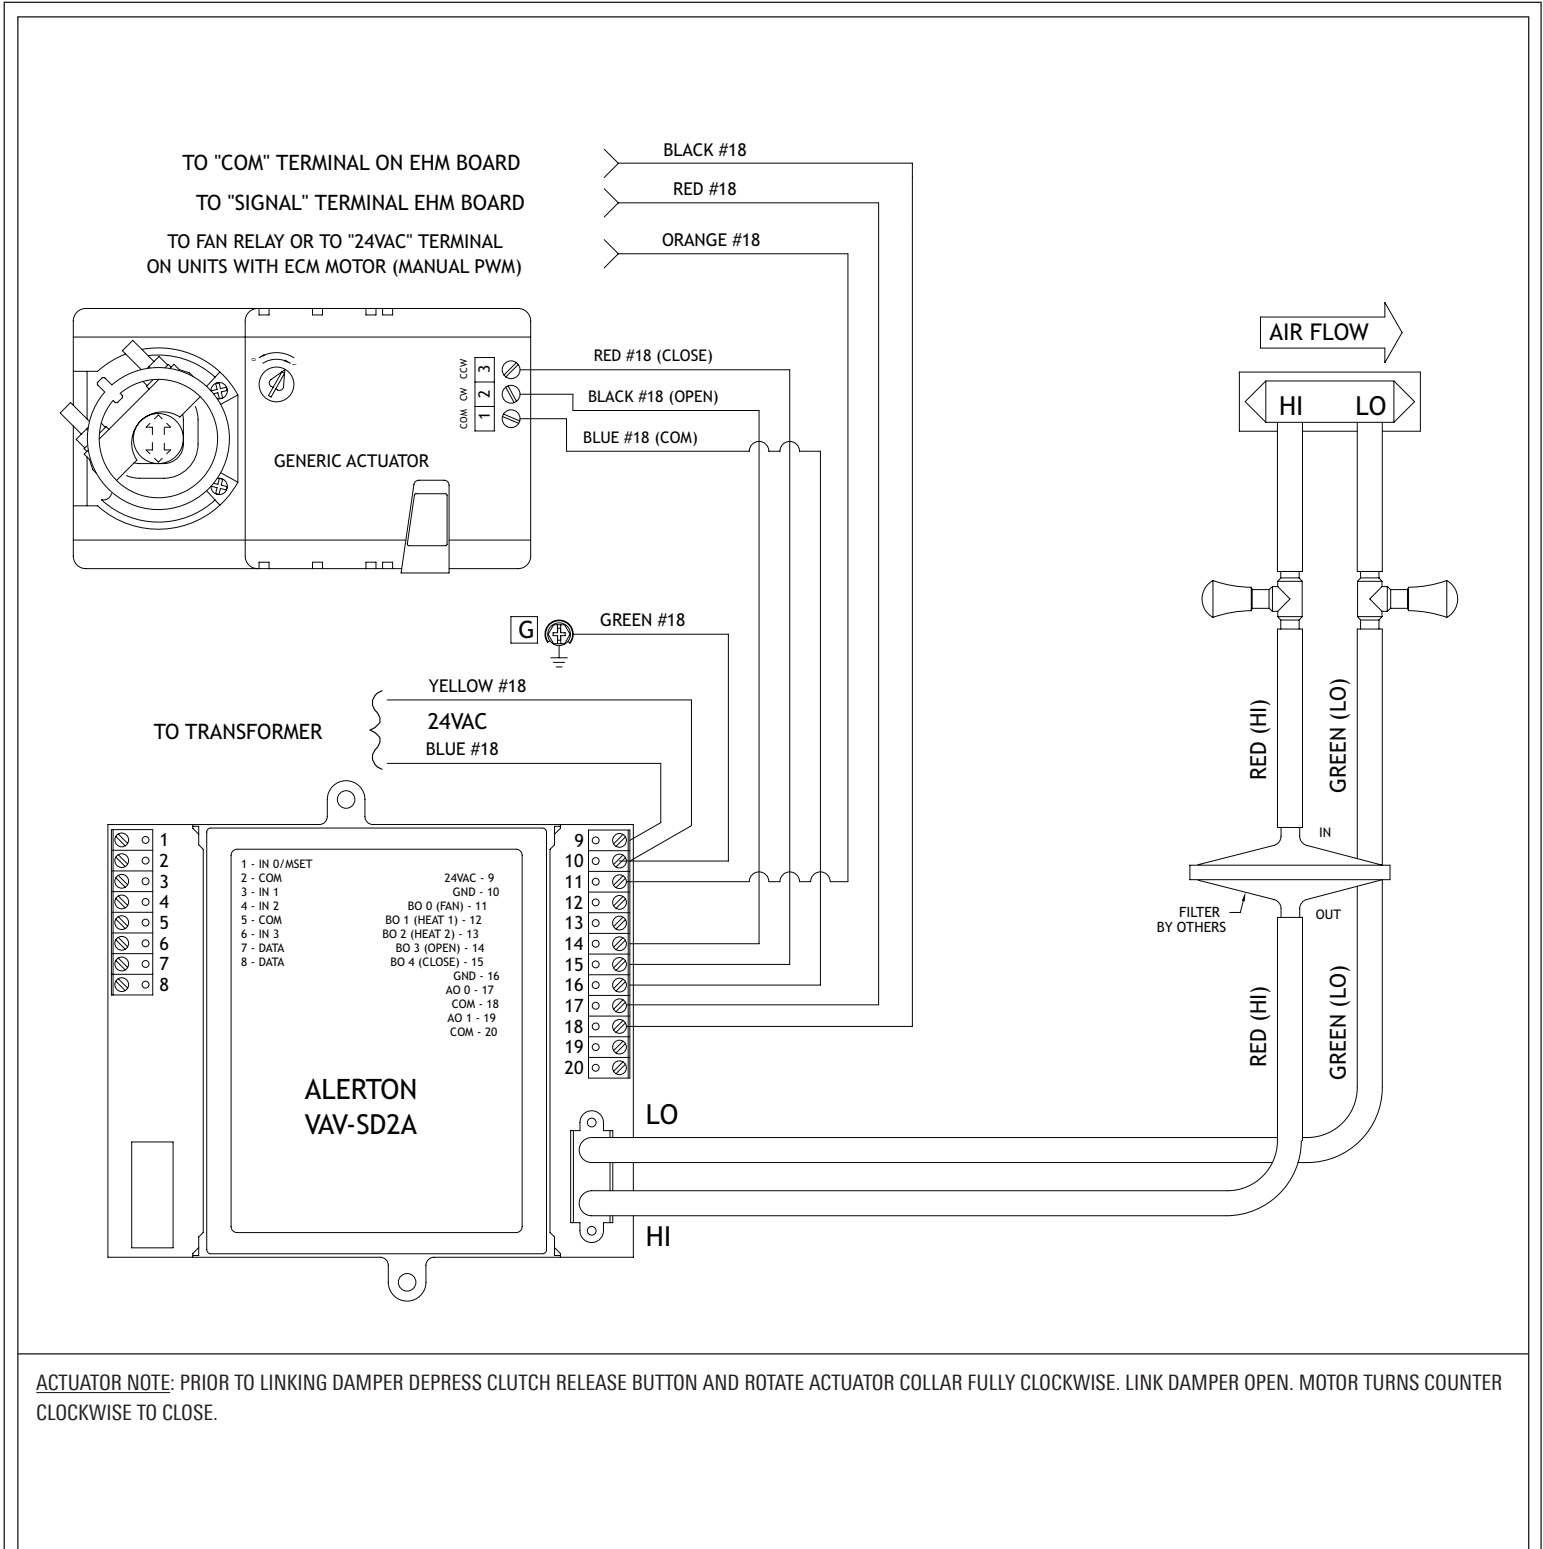 TO "COM" TERMINAL ON EHM BOARD
BLACK #18
TO "SIGNAL" TERMINAL EHM BOARD
RED #18
TO FAN RELAY OR TO "24VAC" TERMINAL
ON UNITS WITH ECM MOTOR (MANUAL PWM)
ORANGE #18
AIR FLOW
HI LO
RED #18 (CLOSE)
BLACK #18 (OPEN)
BLUE #18 (COM)
CCW 3
CW 2
COM 1
GENERIC ACTUATOR
G
GREEN #18
YELLOW #18
24VAC
BLUE #18
TO TRANSFORMER
RED (HI)
GREEN (LO)
IN
FILTER
BY OTHERS
OUT
RED (HI)
GREEN (LO)
1
2
3
4
5
6
7
8
1 - IN 0/MSET
2 - COM
3 - IN 1
4 - IN 2
5 - COM
6 - IN 3
7 - DATA
8 - DATA
24VAC - 9
GND - 10
BO 0 (FAN) - 11
BO 1 (HEAT 1) - 12
BO 2 (HEAT 2) - 13
BO 3 (OPEN) - 14
BO 4 (CLOSE) - 15
GND - 16
AO 0 - 17
COM - 18
AO 1 - 19
COM - 20
9
10
11
12
13
14
15
16
17
18
19
20
ALERTON
VAV-SD2A
LO
HI
ACTUATOR NOTE: PRIOR TO LINKING DAMPER DEPRESS CLUTCH RELEASE BUTTON AND ROTATE ACTUATOR COLLAR FULLY CLOCKWISE. LINK DAMPER OPEN. MOTOR TURNS COUNTER
CLOCKWISE TO CLOSE.